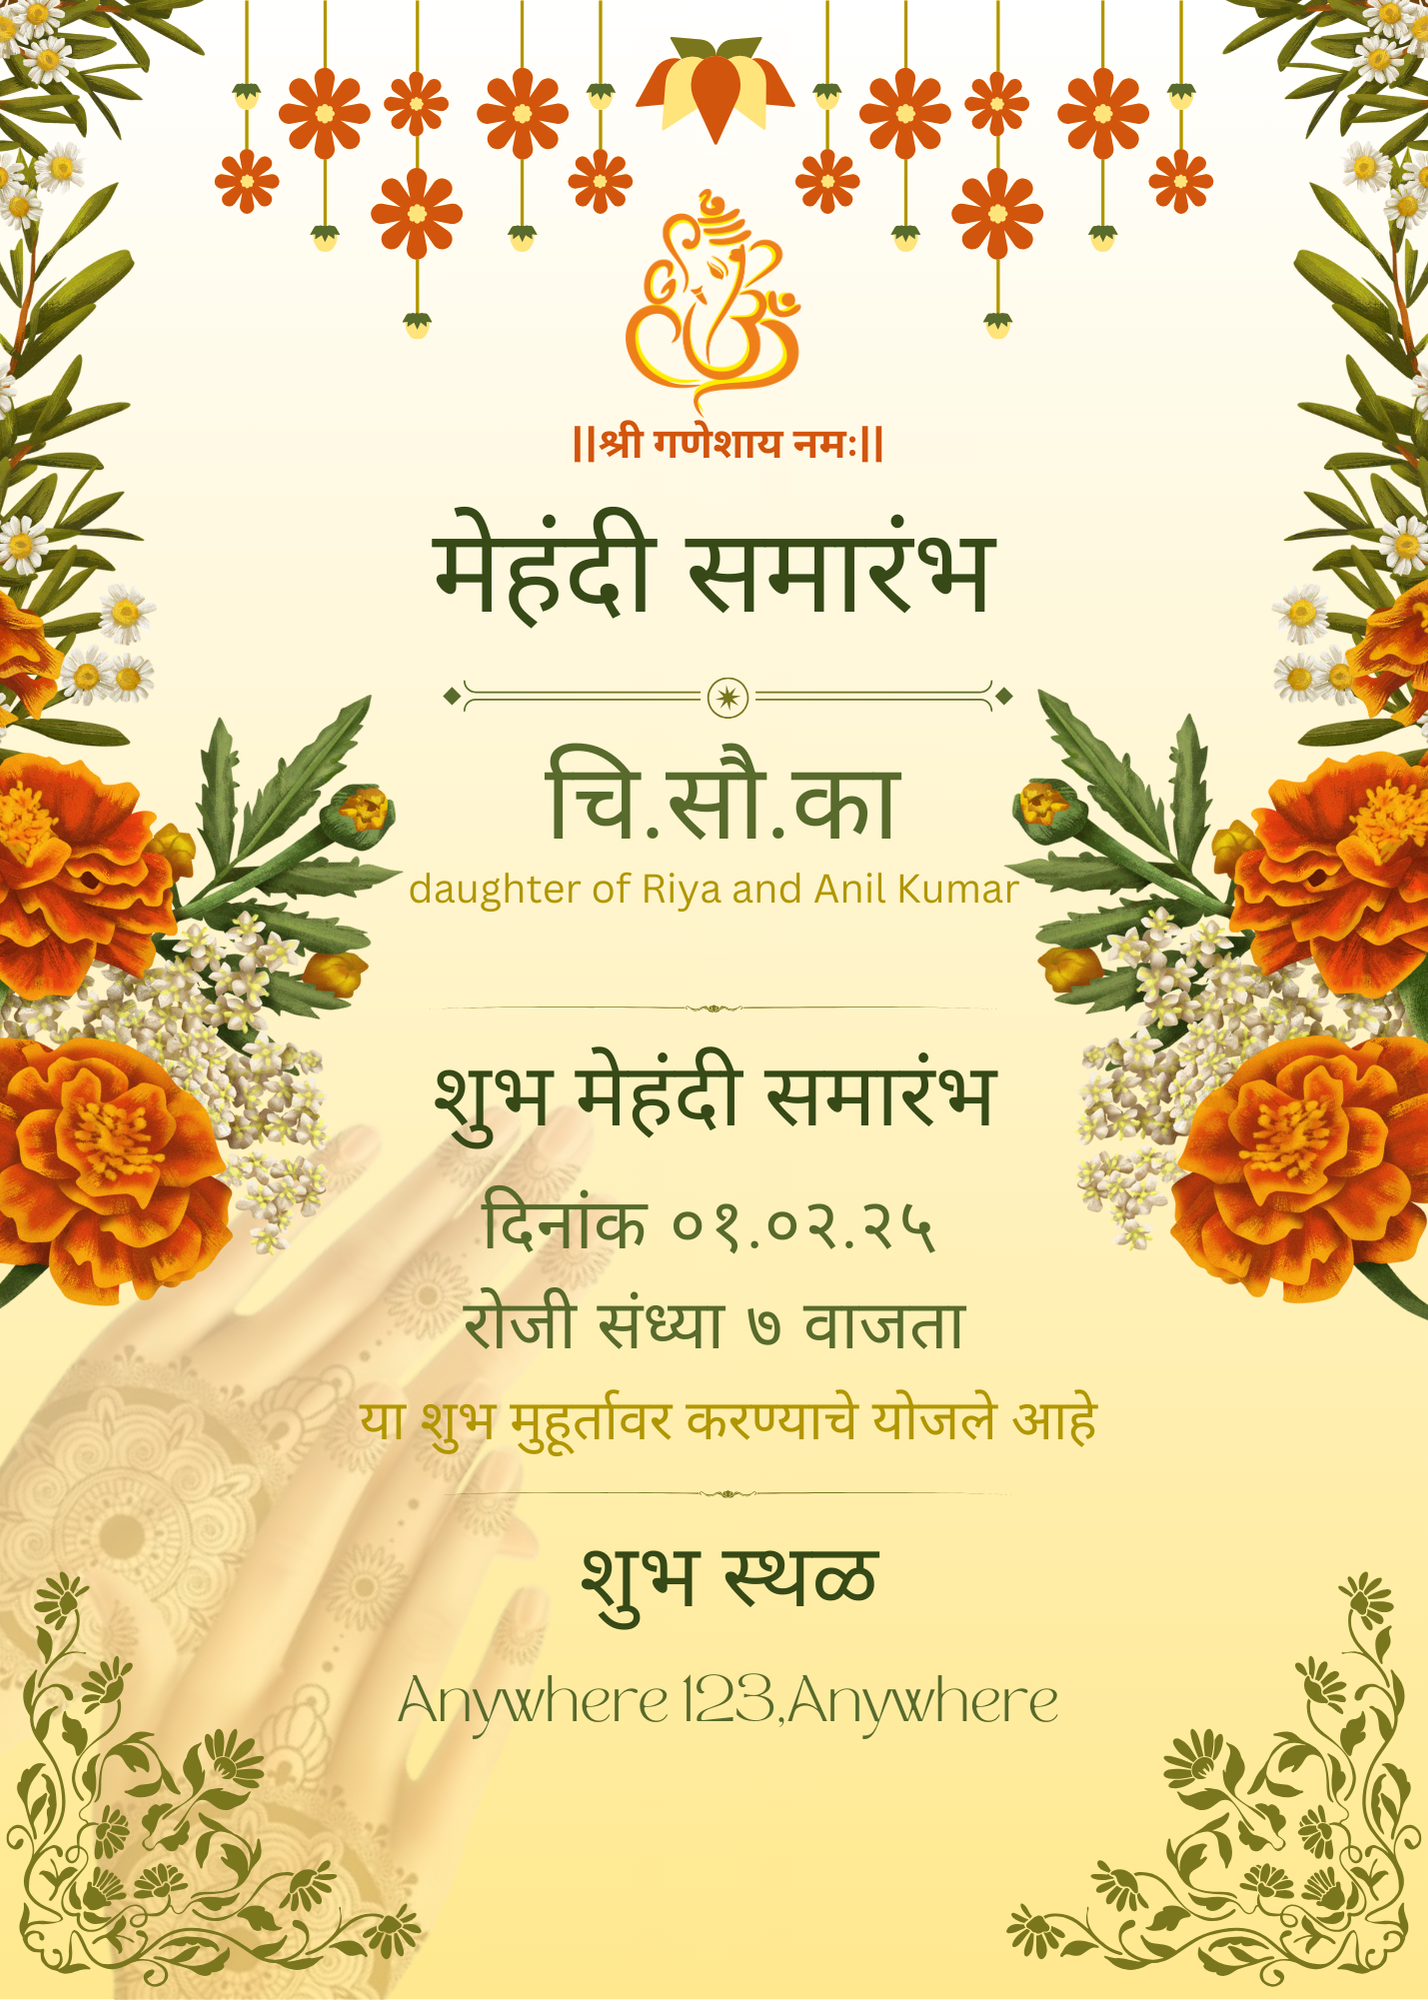 ||श्री गणेशाय नमः||
मेहंदी समारंभ
चि.सौ.का
daughter of Riya and Anil Kumar
शुभ मेहंदी समारंभ
दिनांक ०१.०२.२५
रोजी संध्या ७ वाजता
या शुभ मुहूर्तावर करण्याचे योजले आहे
शुभ स्थळ
Anywhere 123,Anywhere